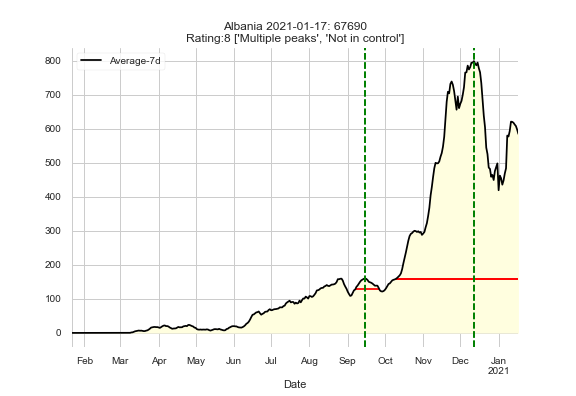 Albania 2021-01-17: 67690
Rating:8 ['Multiple peaks', 'Not in control']
Average-7d
800
700
600
500
400
300
200
100
0
Feb Mar Apr May Jun Jul Aug Sep Oct Nov Dec Jan
2021
Date